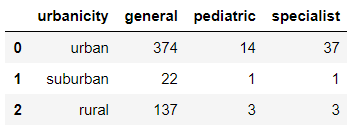 urbanicity general pediatric specialist
0 urban 374 14 37
1 suburban 22 1 1
2 rural 137 3 3